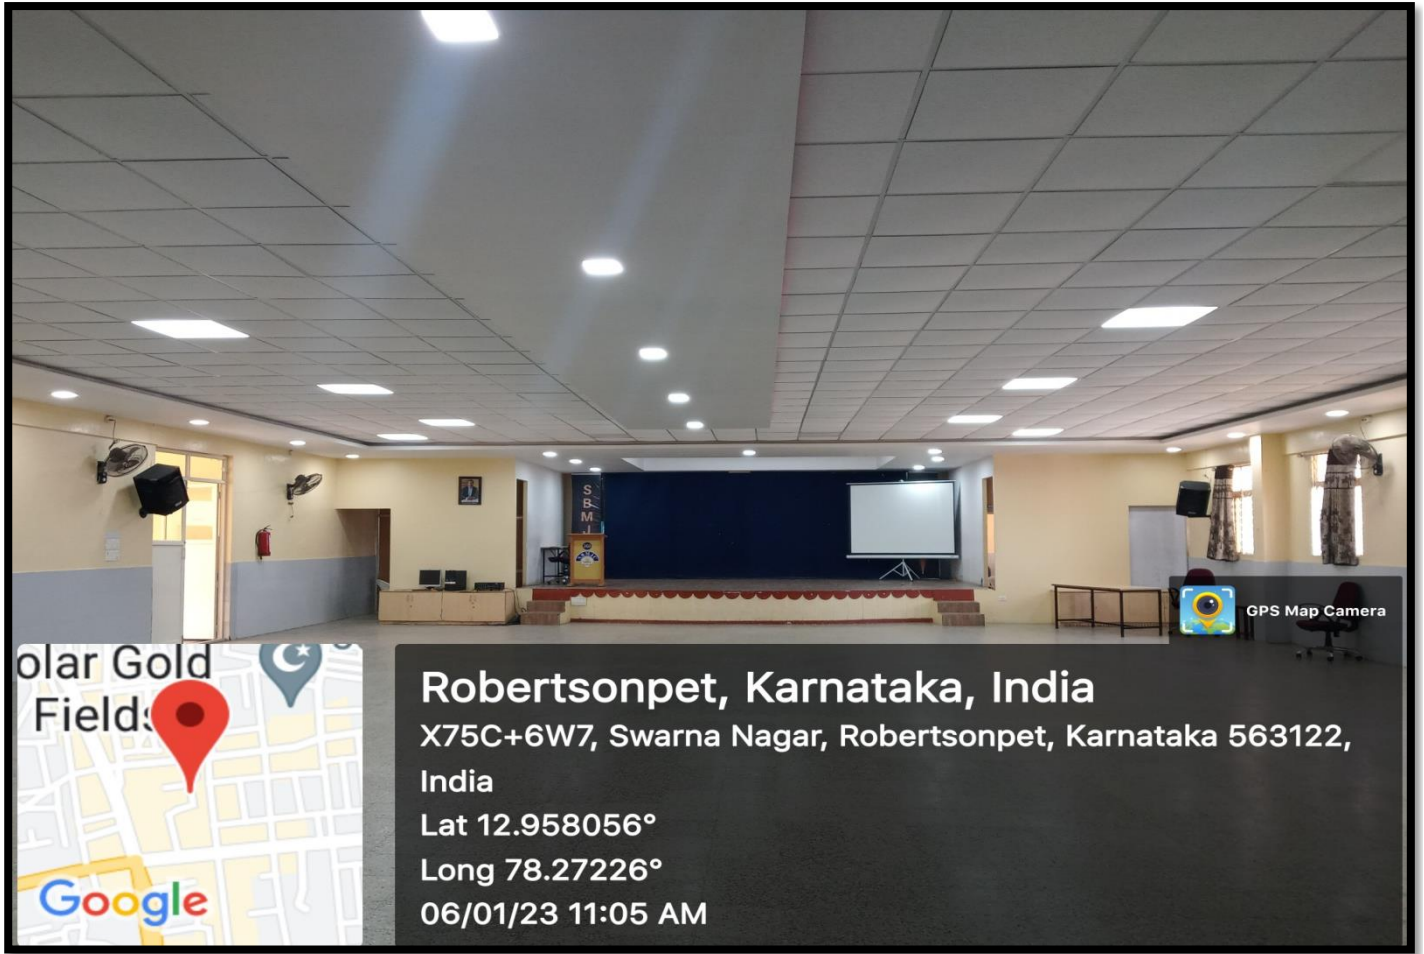 S
B
M
J
GPS Map Camera
olar Gold
Fields
Google
Robertsonpet, Karnataka, India
X75C+6W7, Swarna Nagar, Robertsonpet, Karnataka 563122,
India
Lat 12.958056°
Long 78.27226°
06/01/23 11:05 AM